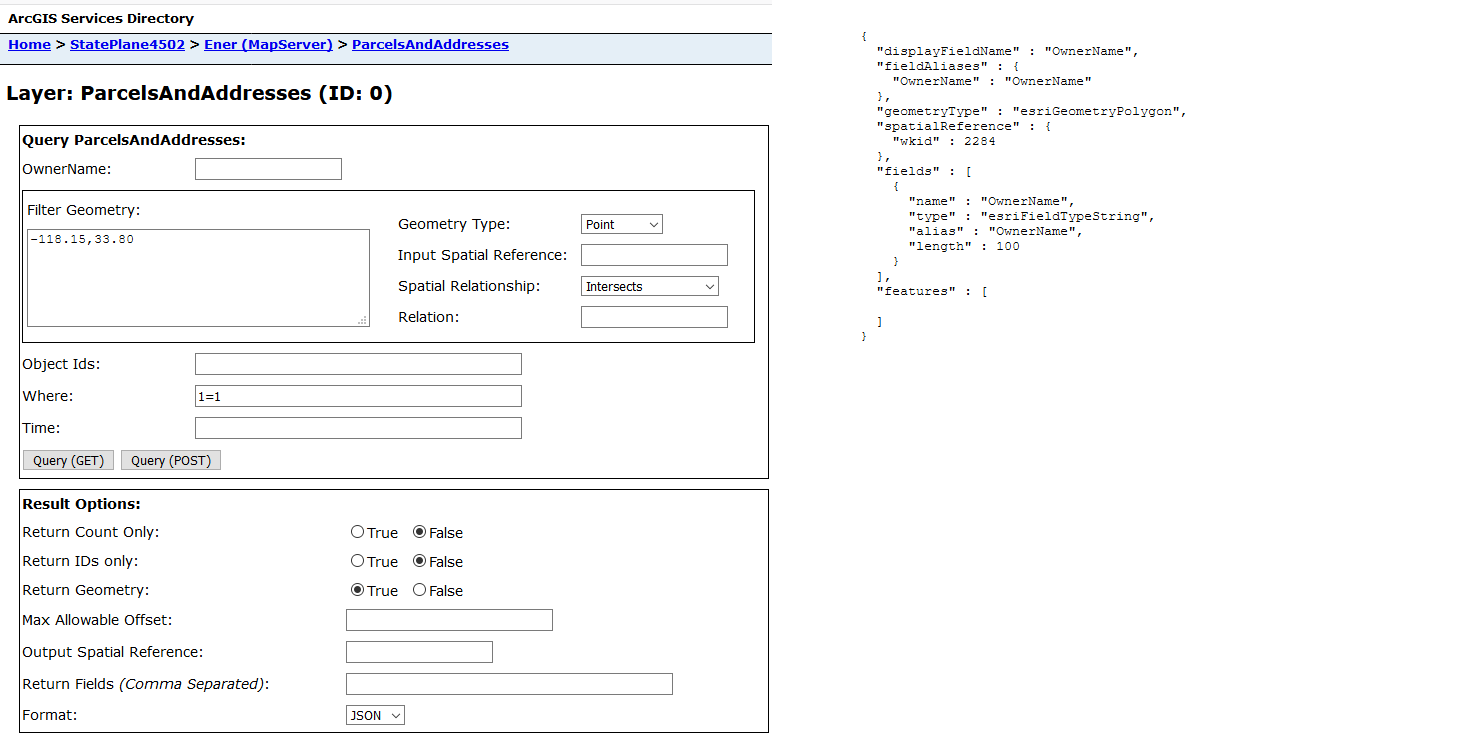 ArcGIS Services Directory
Home > StatePlane4502 > Ener (MapServer) > ParcelsAndAddresses
Layer: ParcelsAndAddresses (ID: 0)
Query ParcelsAndAddresses:
OwnerName:
Filter Geometry:
-118.15,33.80
Geometry Type: Point
Input Spatial Reference:
Spatial Relationship: Intersects
Relation:
Object Ids:
Where: 1=1
Time:
Query (GET) Query (POST)
Result Options:
Return Count Only: True False
Return IDs only: True False
Return Geometry: True False
Max Allowable Offset:
Output Spatial Reference:
Return Fields (Comma Separated):
Format: JSON
{
"displayFieldName" : "OwnerName",
"fieldAliases" : {
"OwnerName" : "OwnerName"
},
"geometryType" : "esriGeometryPolygon",
"spatialReference" : {
"wkid" : 2284
},
"fields" : [
{
"name" : "OwnerName",
"type" : "esriFieldTypeString",
"alias" : "OwnerName",
"length" : 100
}
],
"features" : [
]
}